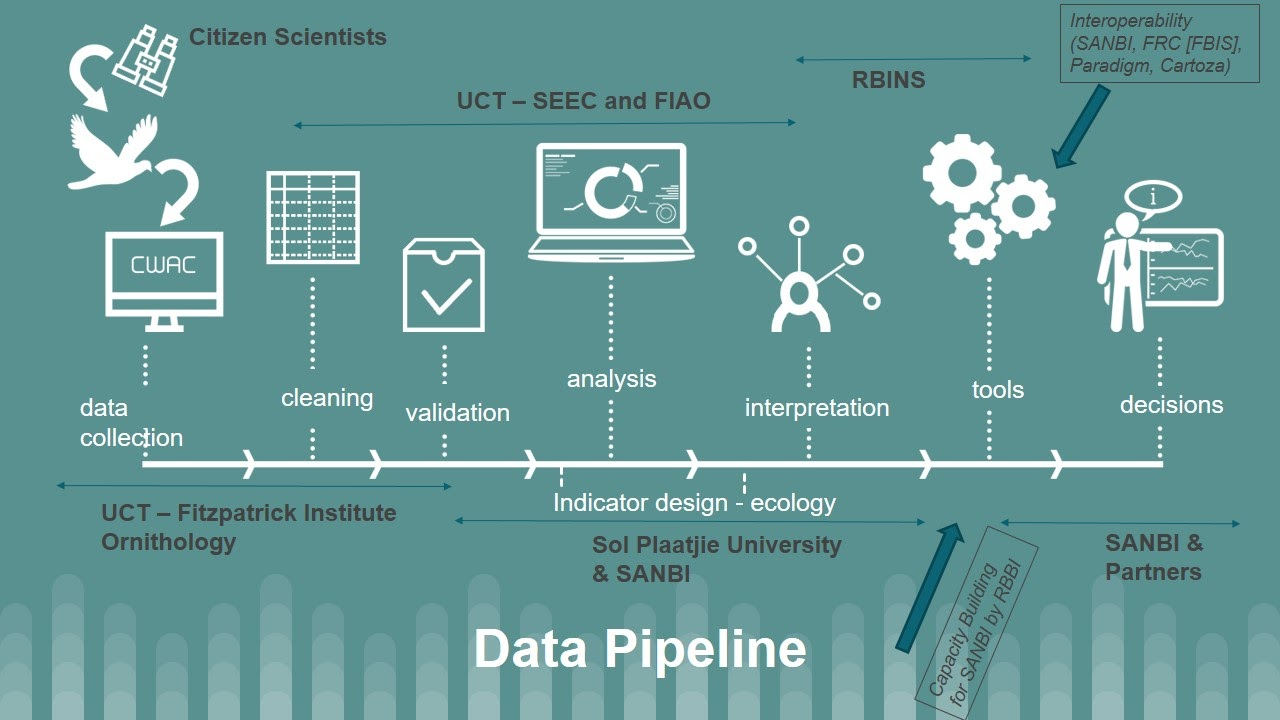 Citizen Scientists
Interoperability
(SANBI, FRC [FBIS],
Paradigm, Cartoza)
RBINS
UCT – SEEC and FIAO
CWAC
i
data
collection
cleaning
validation
analysis
interpretation
tools
decisions
UCT – Fitzpatrick Institute
Ornithology
Indicator design - ecology
Sol Plaatjie University
& SANBI
SANBI &
Partners
Capacity Building
for SANBI by RBBI
Data Pipeline